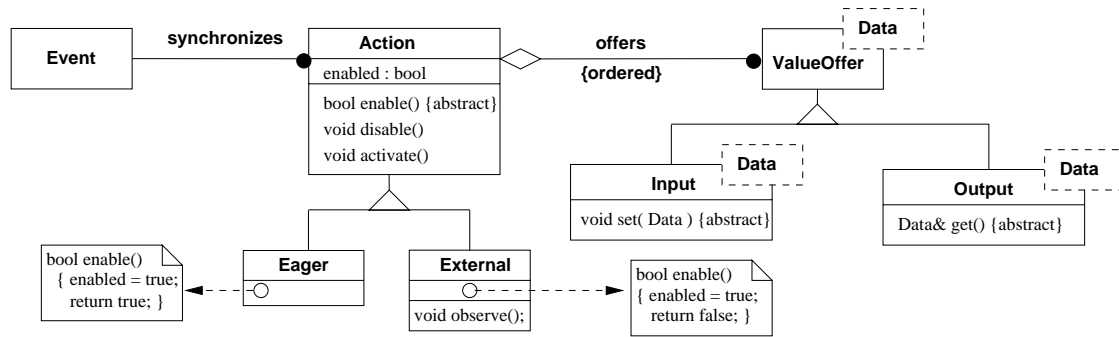 Event
synchronizes
Action
enabled : bool
bool enable() {abstract}
void disable()
void activate()
offers
{ordered}
Data
ValueOffer
Data
Input
void set( Data ) {abstract}
Data
Output
Data& get() {abstract}
bool enable()
{ enabled = true;
return true; }
Eager
External
void observe();
bool enable()
{ enabled = true;
return false; }